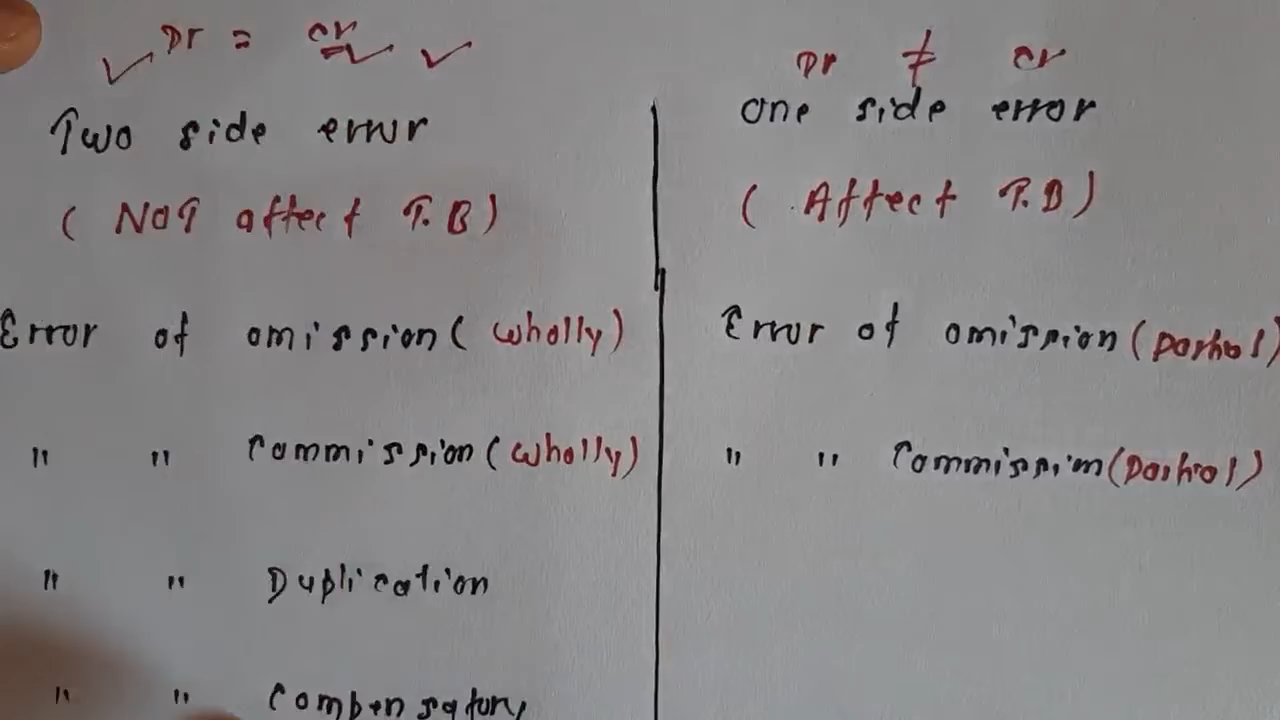 Dr = cr
Two side error
( NOT affect T.B )
Error of omission ( wholly )
" " Commission ( wholly )
" " Duplication
" " Compensatory
Dr ≠ cr
one side error
( Affect T.B )
Error of omission ( partial )
" " Commission ( partial )